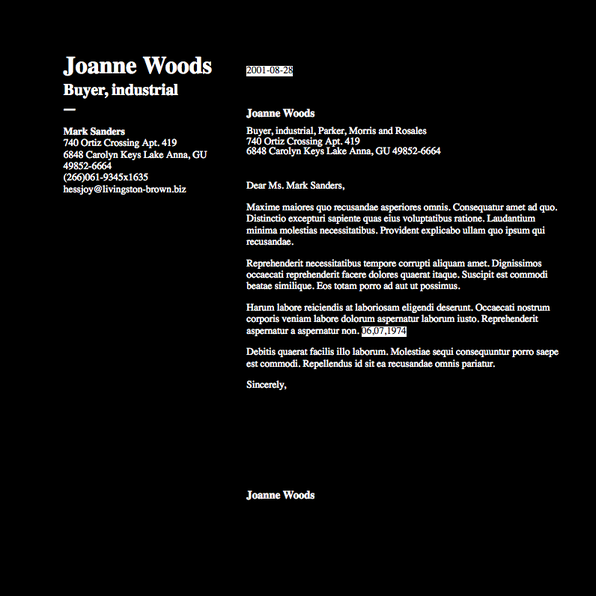 Joanne Woods
Buyer, industrial
Mark Sanders
740 Ortiz Crossing Apt. 419
6848 Carolyn Keys Lake Anna, GU
49852-6664
(266)061-9345x1635
hessjoy@livingston-brown.biz
2001-08-28
Joanne Woods
Buyer, industrial, Parker, Morris and Rosales
740 Ortiz Crossing Apt. 419
6848 Carolyn Keys Lake Anna, GU 49852-6664
Dear Ms. Mark Sanders,
Maxime maiores quo recusandae asperiores omnis. Consequatur amet ad quo.
Distinctio excepturi sapiente quas eius voluptatibus ratione. Laudantium
minima molestias necessitatibus. Provident explicabo ullam quo ipsum qui
recusandae.
Reprehenderit necessitatibus tempore corrupti aliquam amet. Dignissimos
occaecati reprehenderit facere dolores quaerat itaque. Suscipit est commodi
beatae similique. Eos totam porro ad aut ut possimus.
Harum labore reiciendis at laboriosam eligendi deserunt. Occaecati nostrum
corporis veniam labore dolorum aspernatur laborum iusto. Reprehenderit
aspernatur a aspernatur non. 06,07,1974
Debitis quaerat facilis illo laborum. Molestiae sequi consequuntur porro saepe
est commodi. Repellendus id sit ea recusandae omnis pariatur.
Sincerely,
Joanne Woods